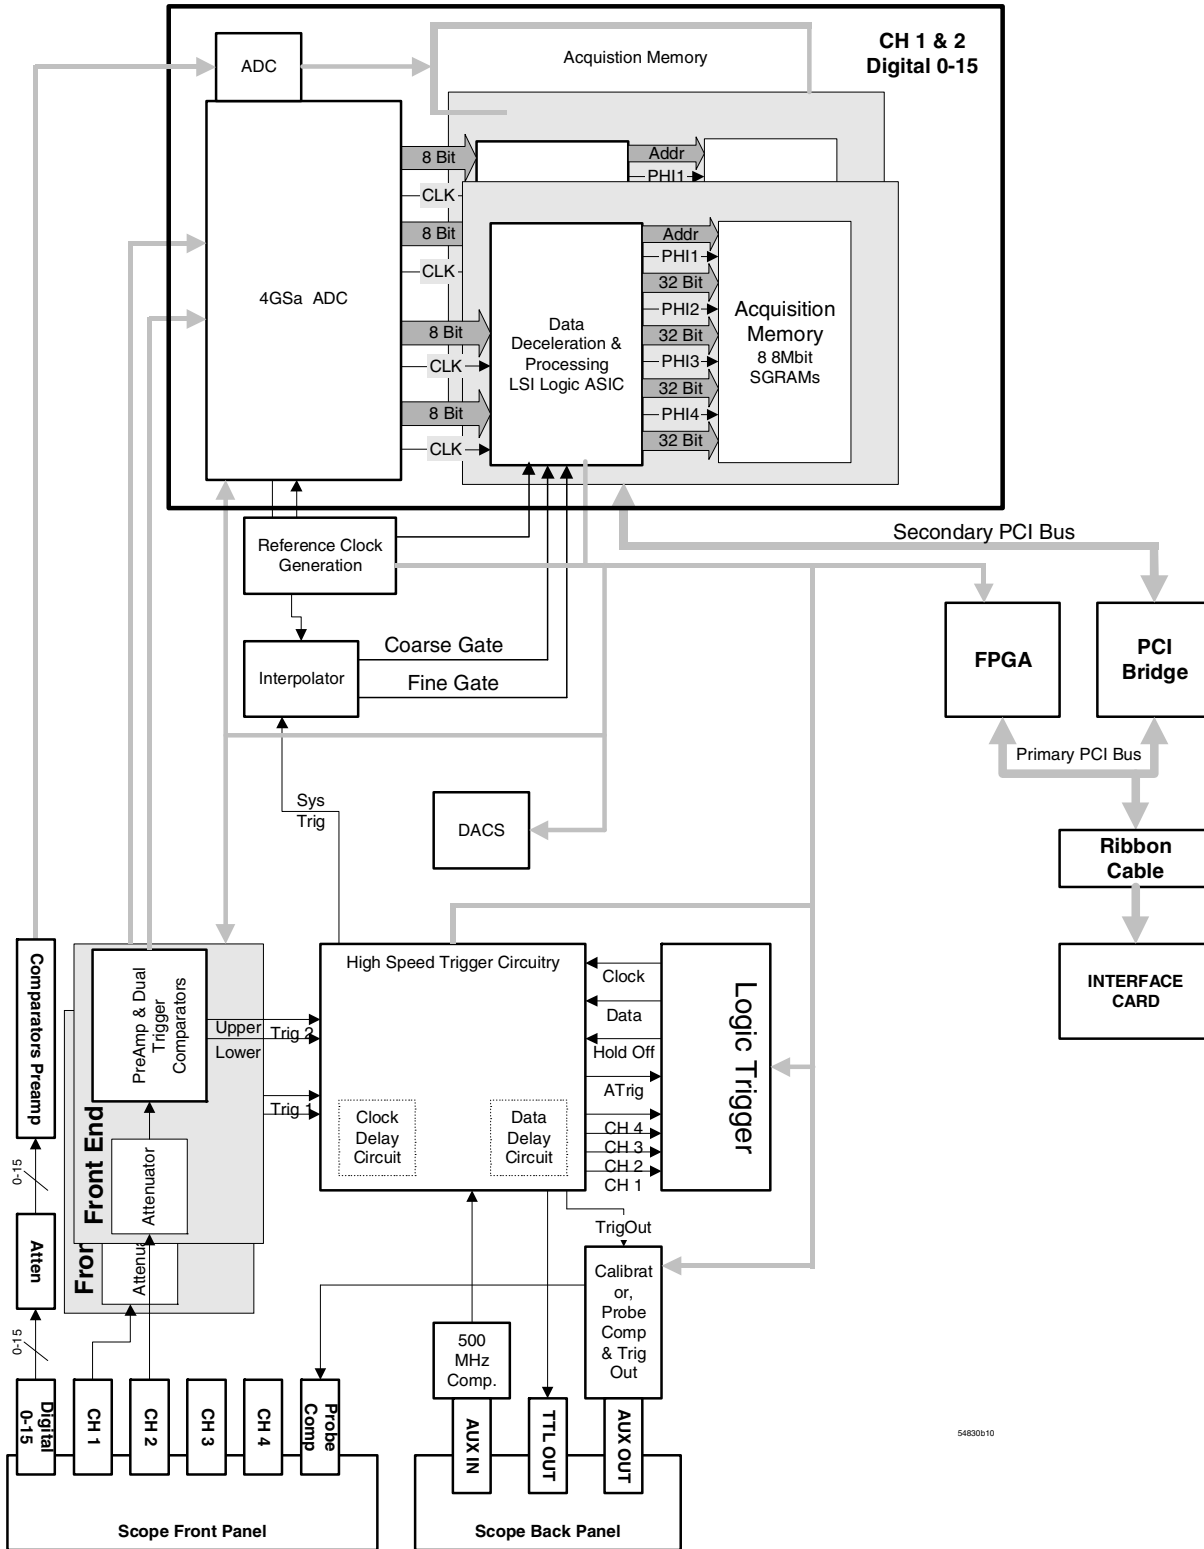 CH 1 & 2
Digital 0-15
ADC
Acquistion Memory
8 Bit
Addr
PHI1
CLK
8 Bit
CLK
4GSa ADC
8 Bit
CLK
8 Bit
CLK
Data
Deceleration &
Processing
LSI Logic ASIC
Addr
PHI1
32 Bit
PHI2
32 Bit
PHI3
32 Bit
PHI4
32 Bit
Acquisition
Memory
8 8Mbit
SGRAMs
Reference Clock
Generation
Secondary PCI Bus
Interpolator
Coarse Gate
Fine Gate
FPGA
PCI
Bridge
Primary PCI Bus
Sys
Trig
DACS
Ribbon
Cable
INTERFACE
CARD
Comparators Preamp
0-15
Atten
0-15
PreAmp & Dual
Trigger
Comparators
Front End
Attenuator
Fror
Attenua
Upper
Lower
Trig 2
Trig 1
High Speed Trigger Circuitry
Clock
Delay
Circuit
Data
Delay
Circuit
Clock
Data
Hold Off
ATrig
CH 4
CH 3
CH 2
CH 1
Logic Trigger
TrigOut
Calibrat
or,
Probe
Comp
& Trig
Out
500
MHz
Comp.
Digital
0-15
CH 1
CH 2
CH 3
CH 4
Probe
Comp
AUX IN
TTL OUT
AUX OUT
Scope Front Panel
Scope Back Panel
54830b10